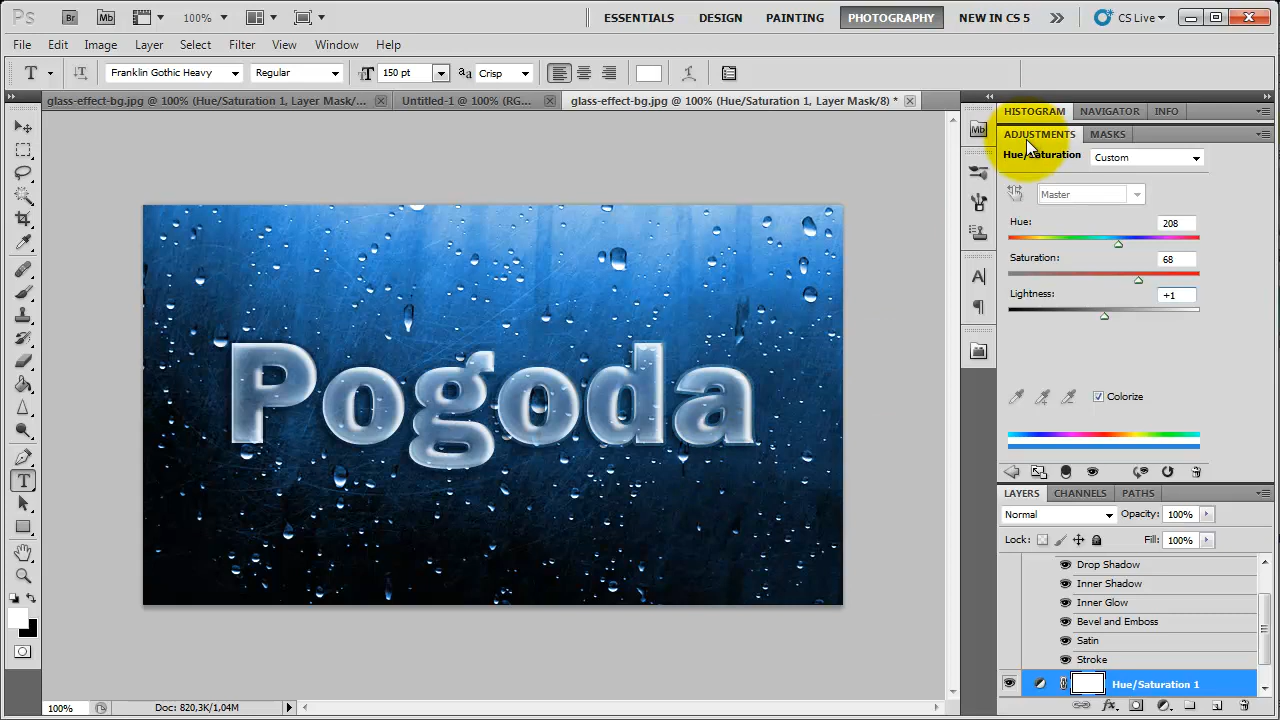 Ps Br Mb 100% ESSENTIALS DESIGN PAINTING PHOTOGRAPHY NEW IN CS 5 CS Live
File Edit Image Layer Select Filter View Window Help
T Franklin Gothic Heavy Regular T 150 pt aa Crisp
glass-effect-bg.jpg @ 100% (Hue/Saturation 1, Layer Mask/... Untitled-1 @ 100% (RG... glass-effect-bg.jpg @ 100% (Hue/Saturation 1, Layer Mask/8) *
HISTOGRAM NAVIGATOR INFO
Mb
ADJUSTMENTS MASKS
Hue/Saturation Custom
Master
Hue: 208
Saturation: 68
Lightness: +1
Pogoda
Colorize
LAYERS CHANNELS PATHS
Normal Opacity: 100%
Lock: Fill: 100%
Drop Shadow
Inner Shadow
Inner Glow
Bevel and Emboss
Satin
Stroke
Hue/Saturation 1
100% Doc: 820,3K/1,04M